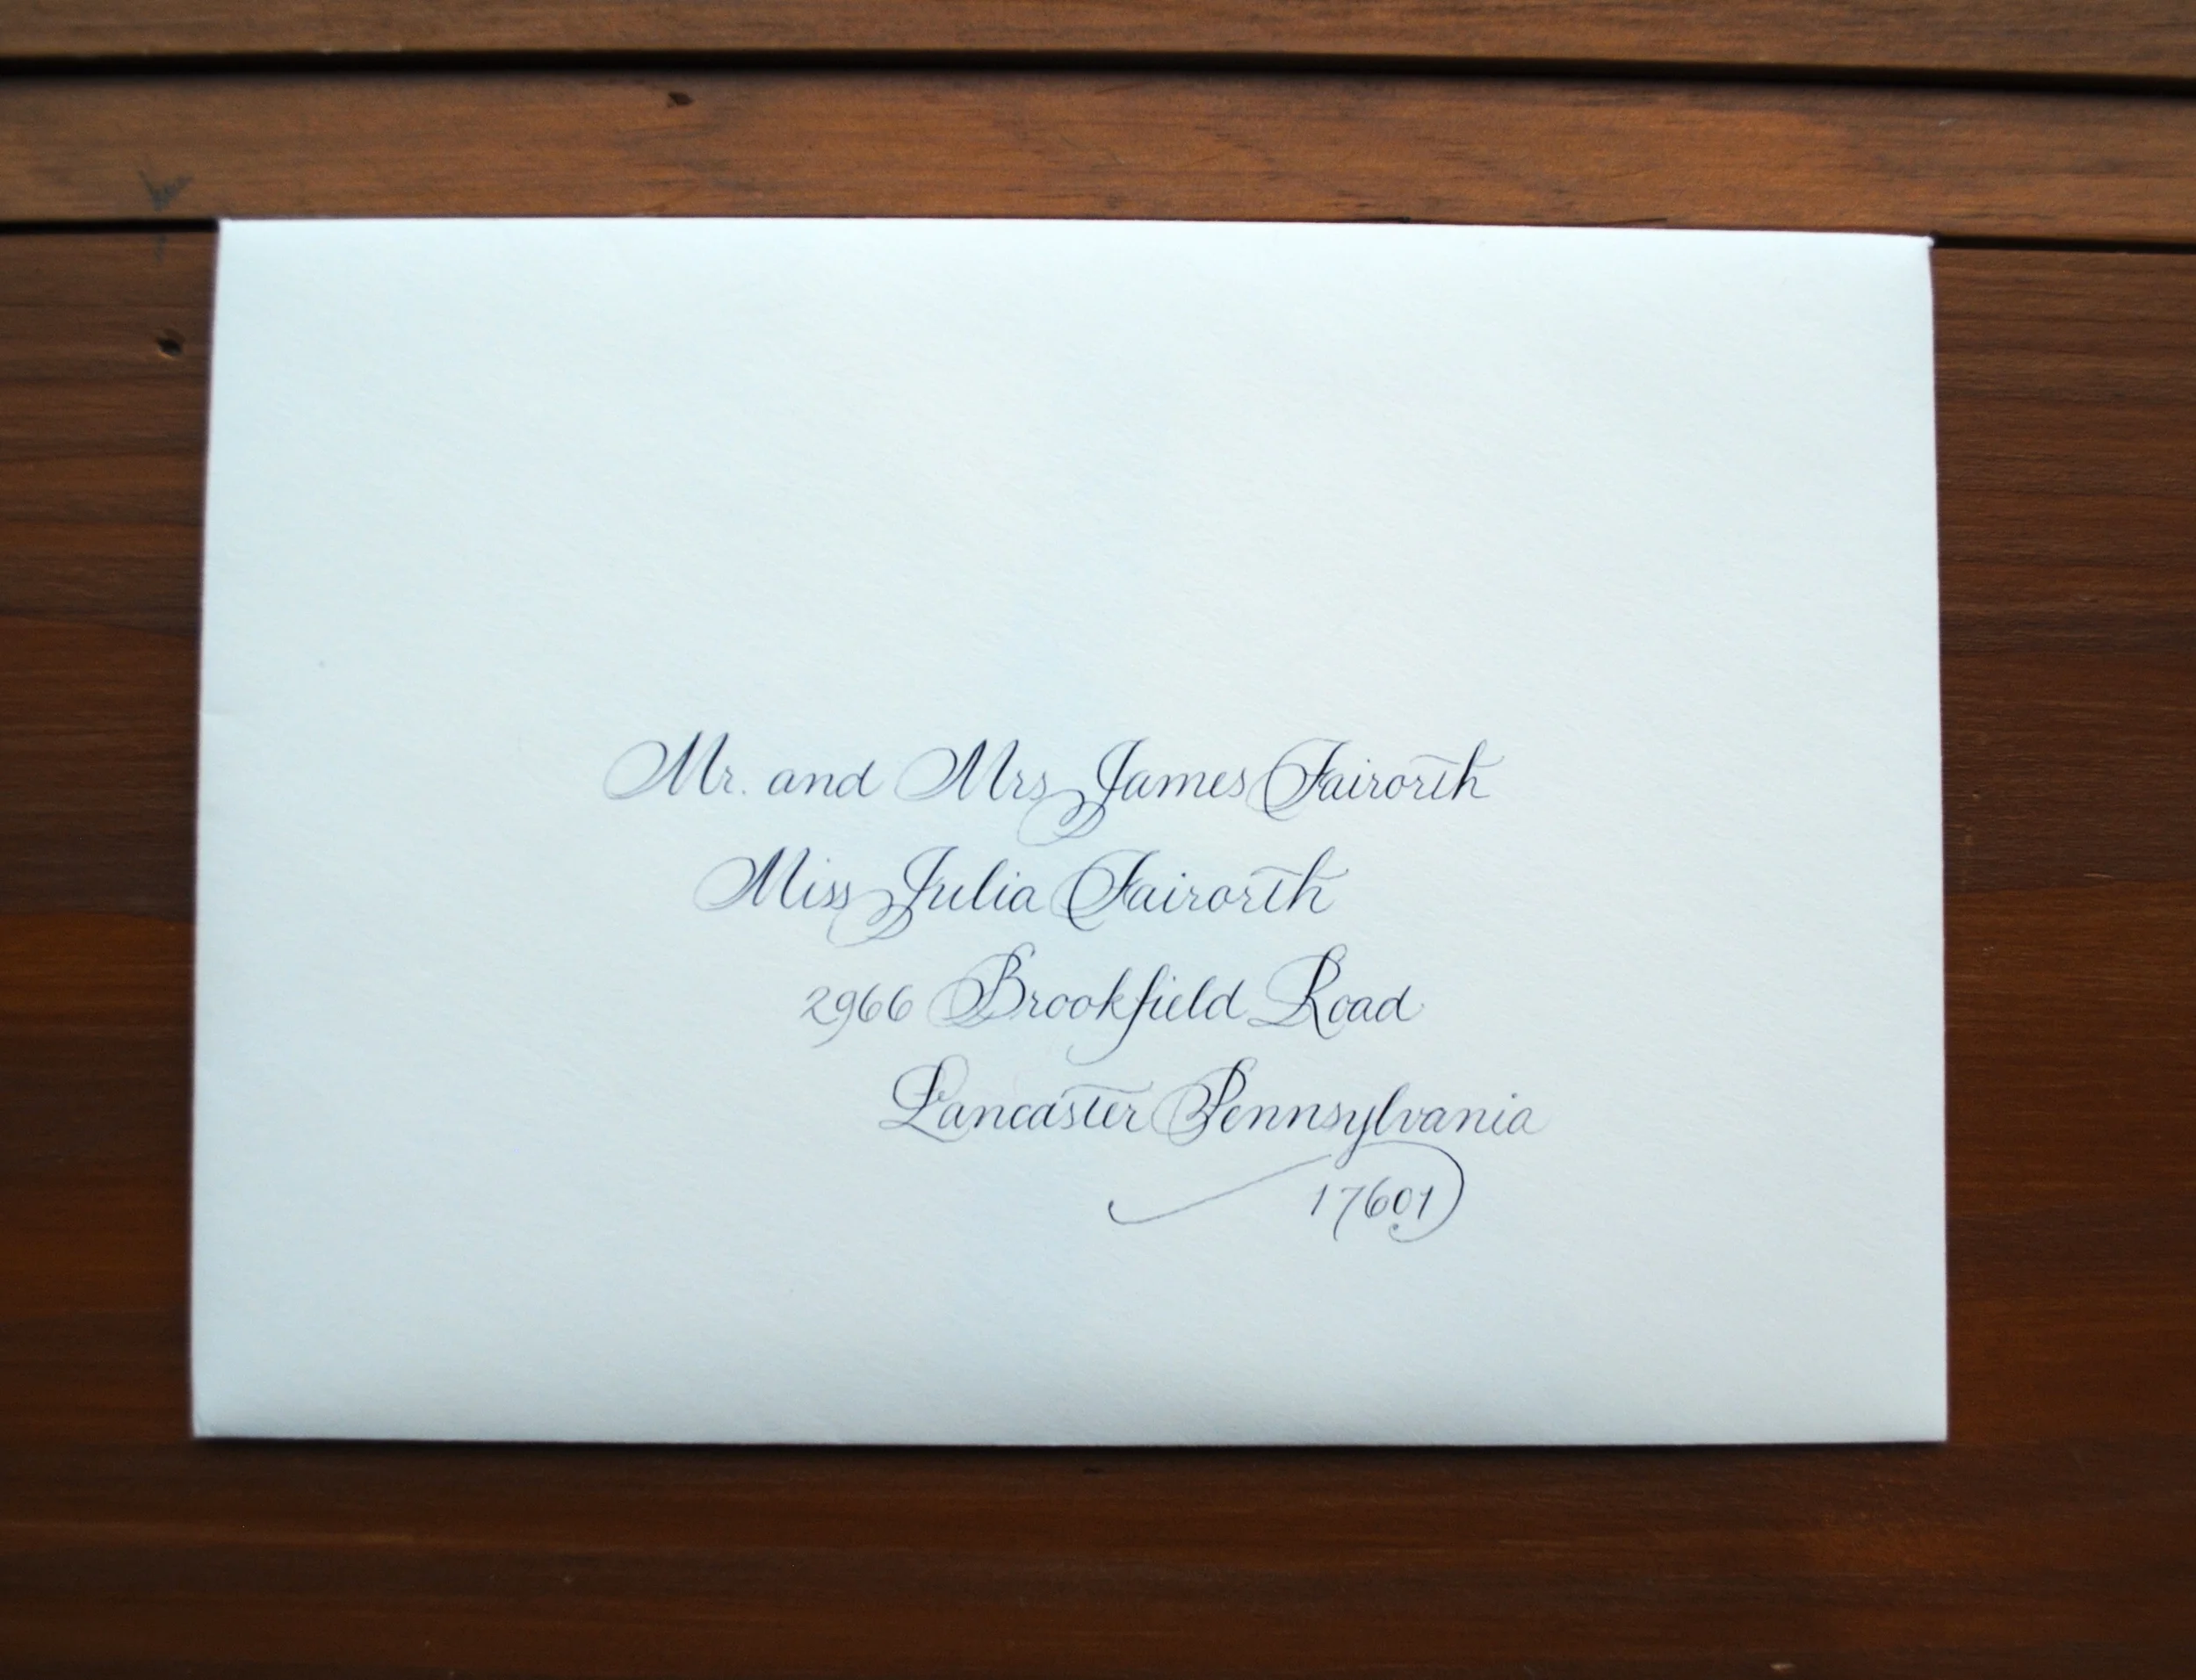 Mr. and Mrs James Fairorth
Miss Julia Fairorth
2966 Brookfield Road
Lancaster Pennsylvania
17601